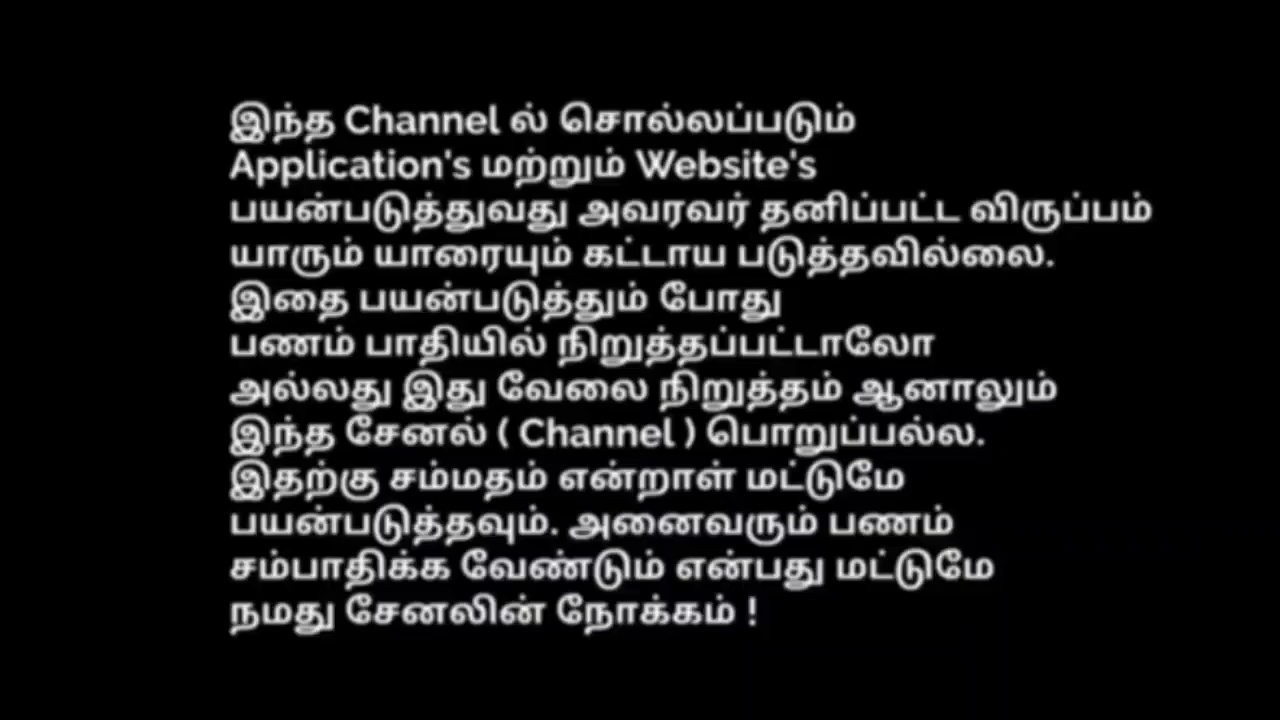 இந்த Channel ல் சொல்லப்படும்
Application's மற்றும் Website's
பயன்படுத்துவது அவரவர் தனிப்பட்ட விருப்பம்
யாரும் யாரையும் கட்டாய படுத்தவில்லை.
இதை பயன்படுத்தும் போது
பணம் பாதியில் நிறுத்தப்பட்டாலோ
அல்லது இது வேலை நிறுத்தம் ஆனாலும்
இந்த சேனல் ( Channel ) பொறுப்பல்ல.
இதற்கு சம்மதம் என்றாள் மட்டுமே
பயன்படுத்தவும். அனைவரும் பணம்
சம்பாதிக்க வேண்டும் என்பது மட்டுமே
நமது சேனலின் நோக்கம் !